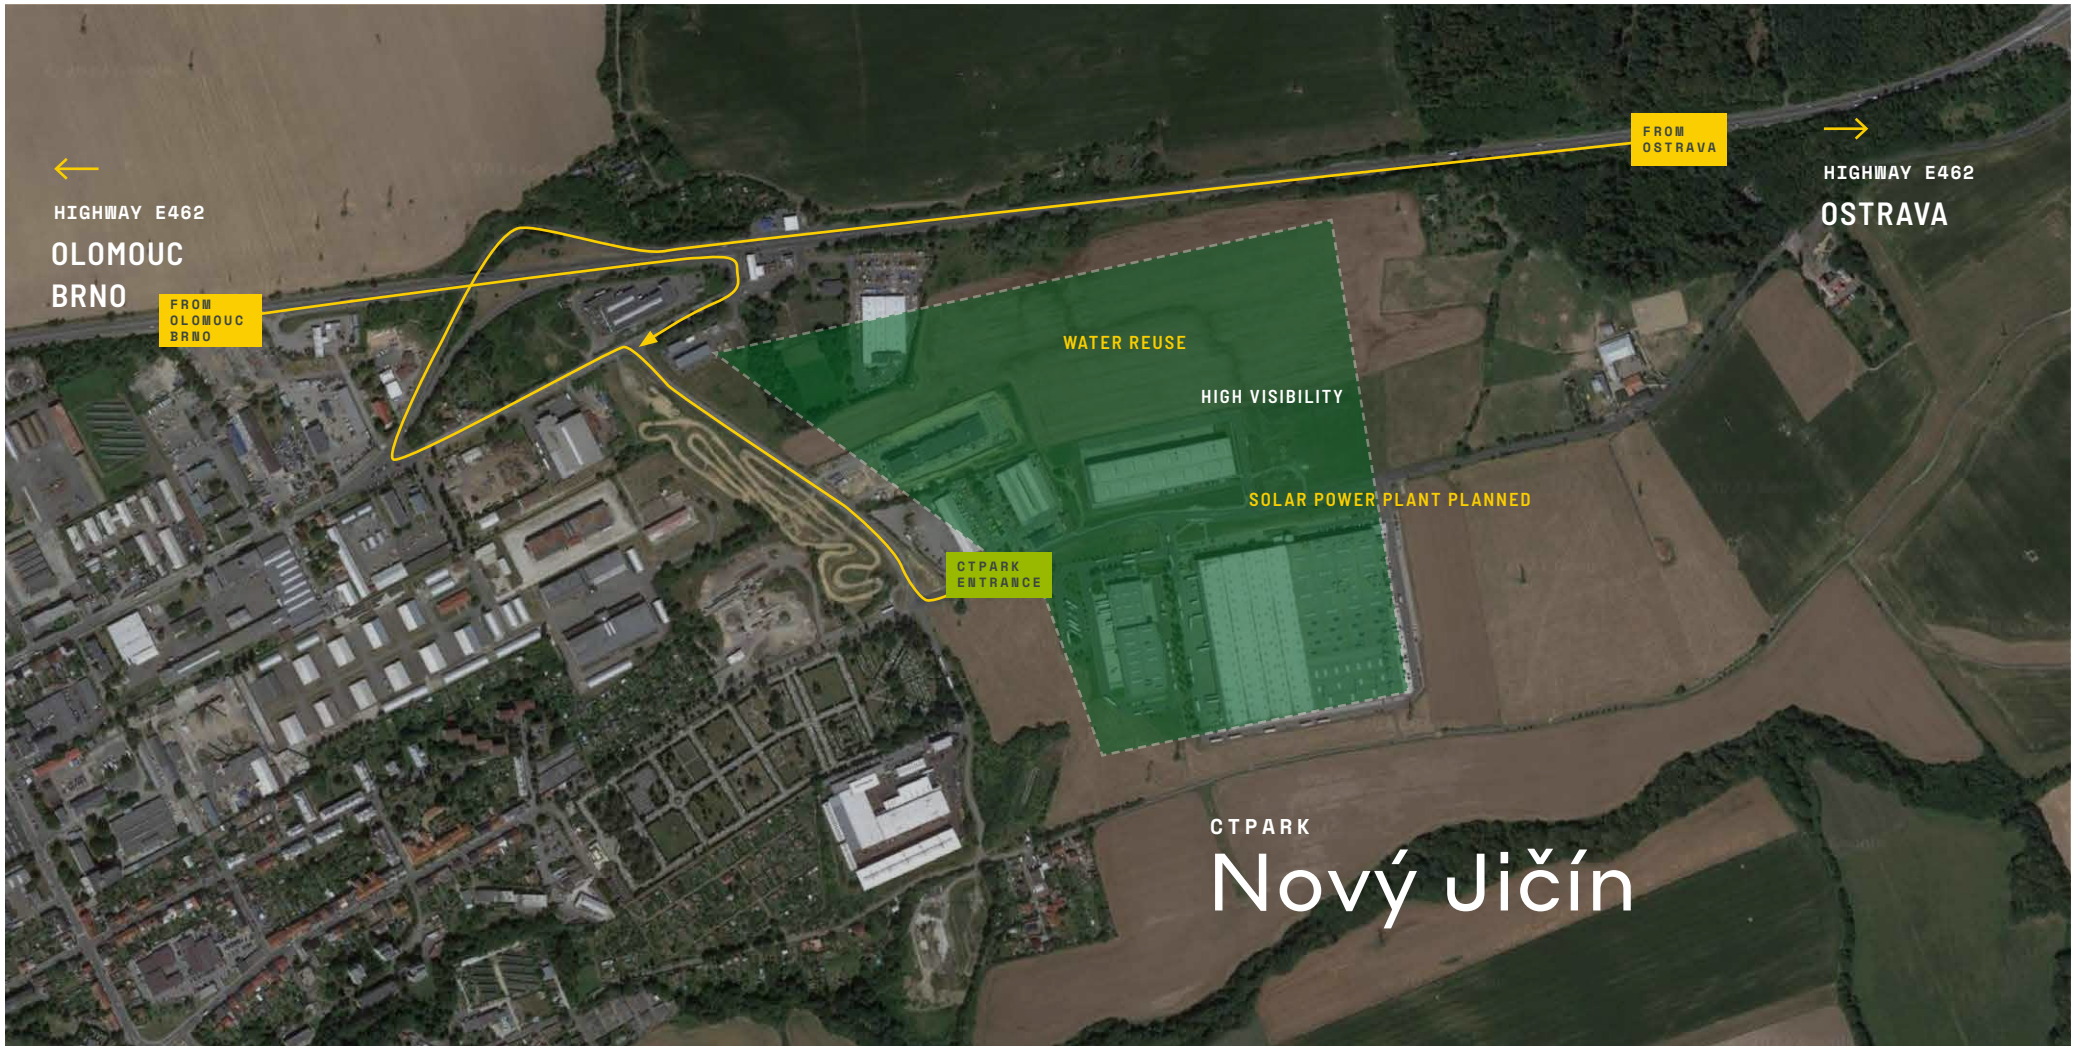 FROM
OSTRAVA
HIGHWAY E462
OSTRAVA
HIGHWAY E462
OLOMOUC
BRNO
FROM
OLOMOUC
BRNO
WATER REUSE
HIGH VISIBILITY
SOLAR POWER PLANT PLANNED
CTPARK
ENTRANCE
CTPARK
Nový Jičín